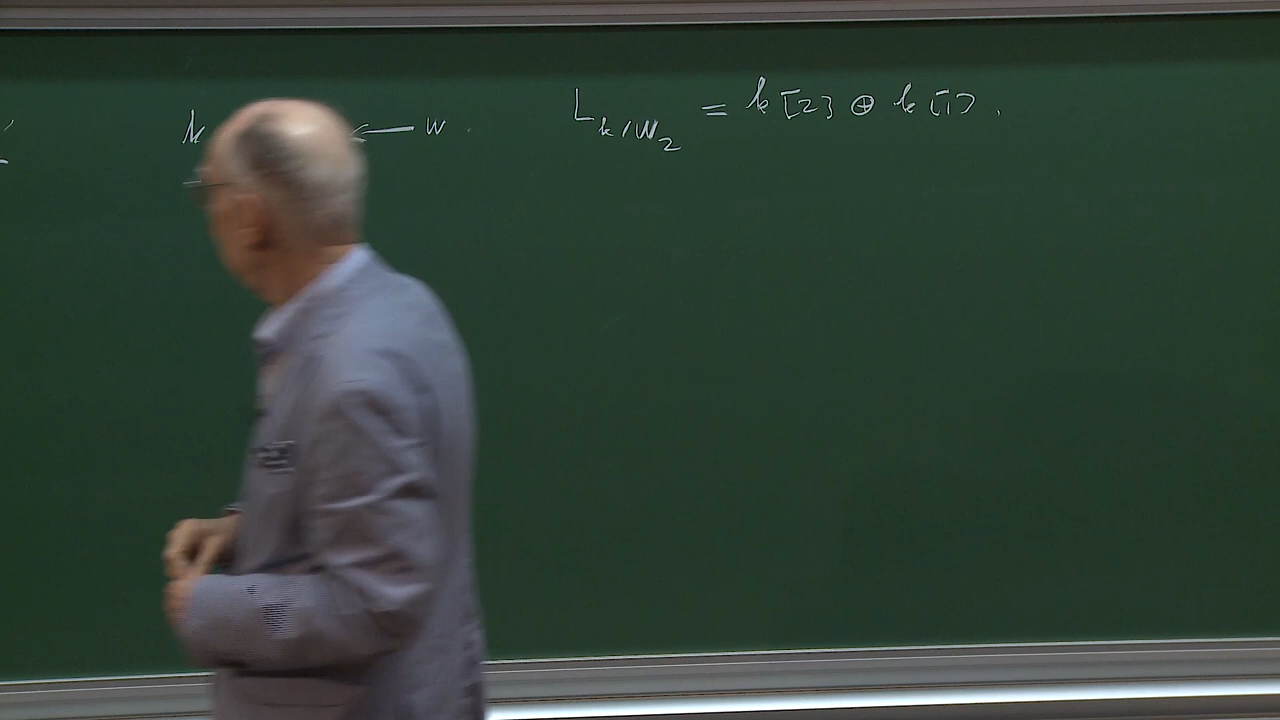 k ← W . L_{k/W_2} = k[2] ⊕ k[1] .